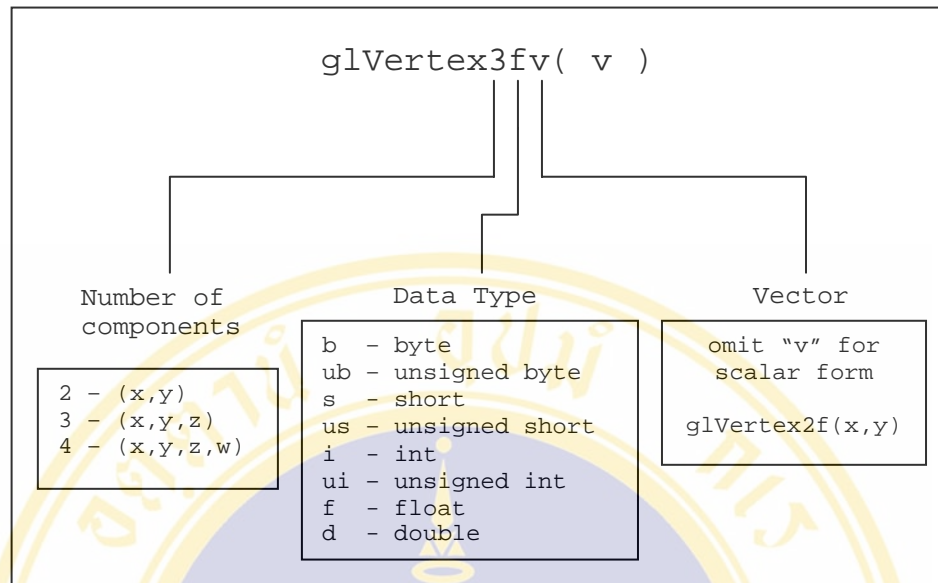 glVertex3fv( v )
Number of
components
2 – (x,y)
3 – (x,y,z)
4 – (x,y,z,w)
Data Type
b – byte
ub – unsigned byte
s – short
us – unsigned short
i – int
ui – unsigned int
f – float
d – double
Vector
omit “v” for
scalar form
glVertex2f(x,y)